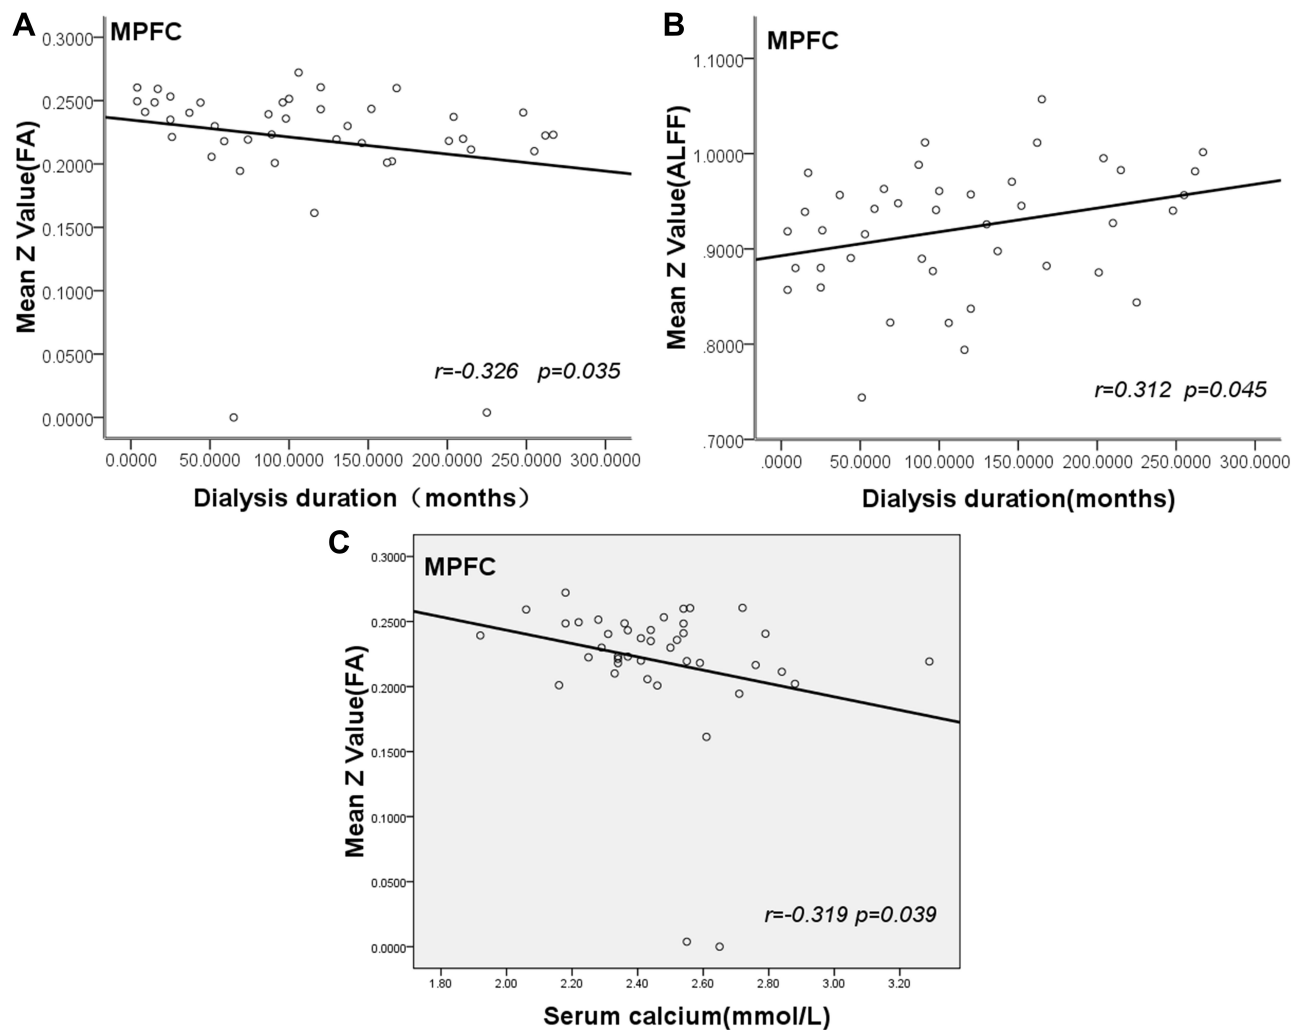 A
MPFC
0.3000
0.2500
0.2000
0.1500
0.1000
0.0500
0.0000
Mean Z Value(FA)
r=-0.326 p=0.035
0.0000 50.0000 100.0000 150.0000 200.0000 250.0000 300.0000
Dialysis duration（months）
B
MPFC
1.1000
1.0000
.9000
.8000
.7000
Mean Z Value(ALFF)
r=0.312 p=0.045
.0000 50.0000 100.0000 150.0000 200.0000 250.0000 300.0000
Dialysis duration(months)
C
MPFC
0.3000
0.2500
0.2000
0.1500
0.1000
0.0500
0.0000
Mean Z Value(FA)
r=-0.319 p=0.039
1.80 2.00 2.20 2.40 2.60 2.80 3.00 3.20
Serum calcium(mmol/L)